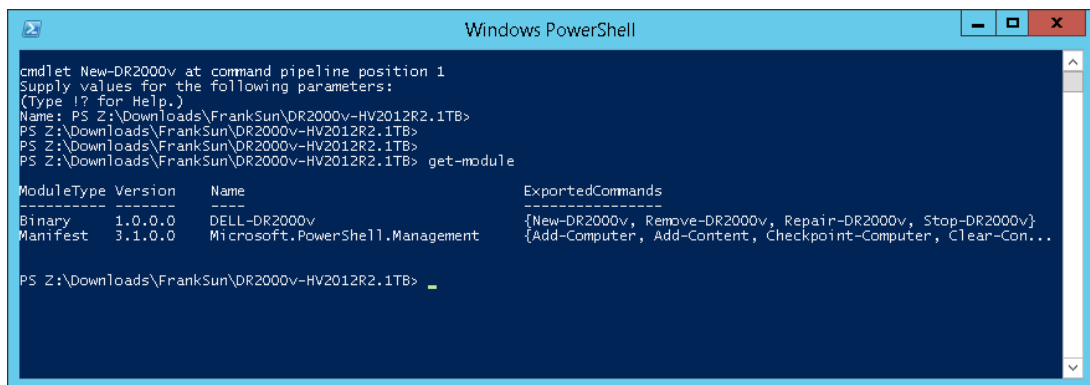 Windows PowerShell
cmdlet New-DR2000v at command pipeline position 1
Supply values for the following parameters:
(Type !? for Help.)
Name: PS Z:\Downloads\FrankSun\DR2000v-HV2012R2.1TB>
PS Z:\Downloads\FrankSun\DR2000v-HV2012R2.1TB>
PS Z:\Downloads\FrankSun\DR2000v-HV2012R2.1TB>
PS Z:\Downloads\FrankSun\DR2000v-HV2012R2.1TB> get-module
ModuleType Version    Name                                ExportedCommands
---------- -------    ----                                ----------------
Binary     1.0.0.0    DELL-DR2000v                        {New-DR2000v, Remove-DR2000v, Repair-DR2000v, Stop-DR2000v}
Manifest   3.1.0.0    Microsoft.PowerShell.Management     {Add-Computer, Add-Content, Checkpoint-Computer, Clear-Con...
PS Z:\Downloads\FrankSun\DR2000v-HV2012R2.1TB> _